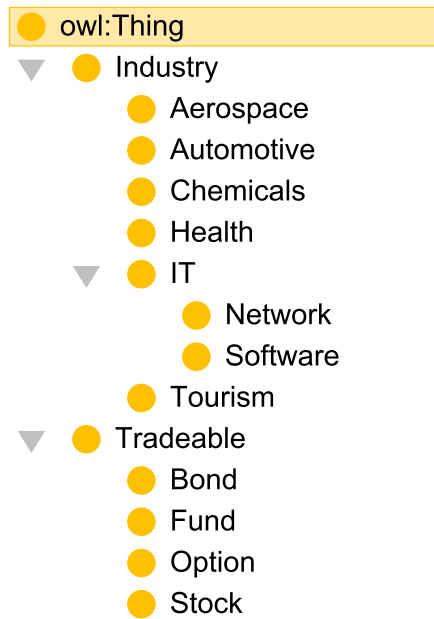 owl:Thing
Industry
Aerospace
Automotive
Chemicals
Health
IT
Network
Software
Tourism
Tradeable
Bond
Fund
Option
Stock